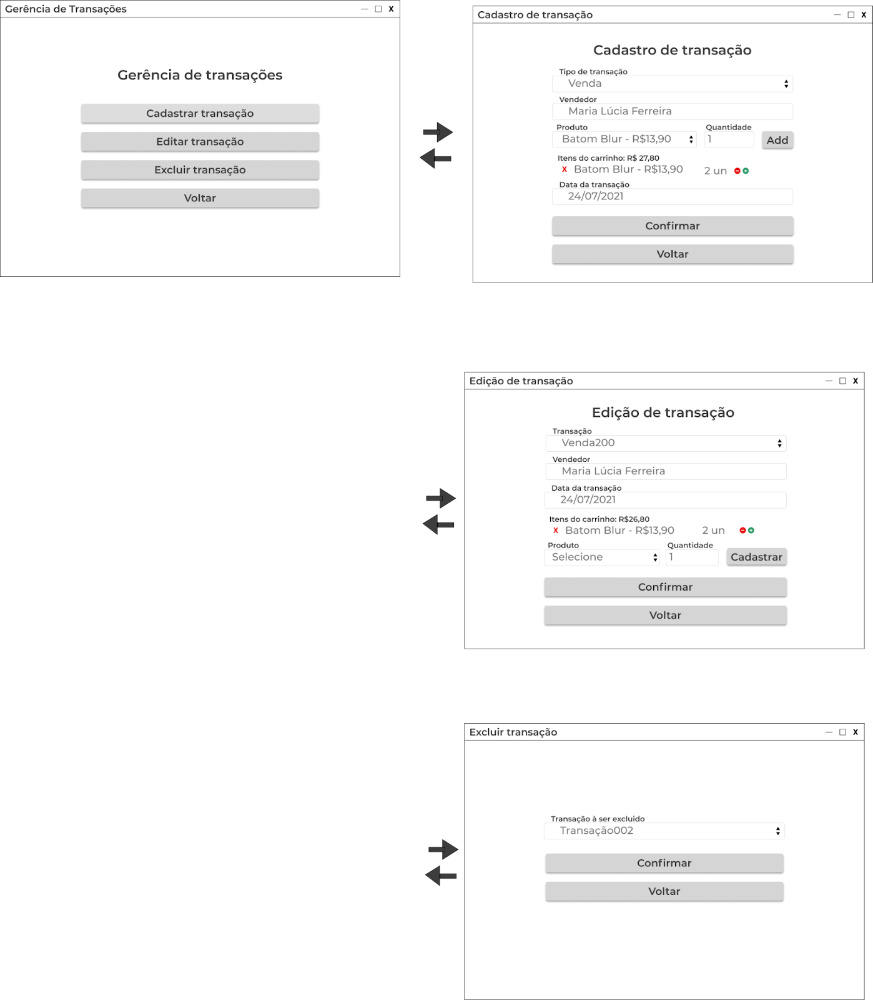 Gerência de Transações
X
Gerência de transações
Cadastrar transação
Editar transação
Excluir transação
Voltar
Cadastro de transação
X
Cadastro de transação
Tipo de transação
Venda
Vendedor
Maria Lúcia Ferreira
Produto Quantidade
Batom Blur - R$13,90 1 Add
Itens do carrinho: R$ 27,80
X Batom Blur - R$13,90 2 un
Data da transação
24/07/2021
Confirmar
Voltar
Edição de transação
X
Edição de transação
Transação
Venda200
Vendedor
Maria Lúcia Ferreira
Data da transação
24/07/2021
Itens do carrinho: R$26,80
X Batom Blur - R$13,90 2 un
Produto Quantidade
Selecione 1 Cadastrar
Confirmar
Voltar
Excluir transação
X
Transação à ser excluido
Transação002
Confirmar
Voltar